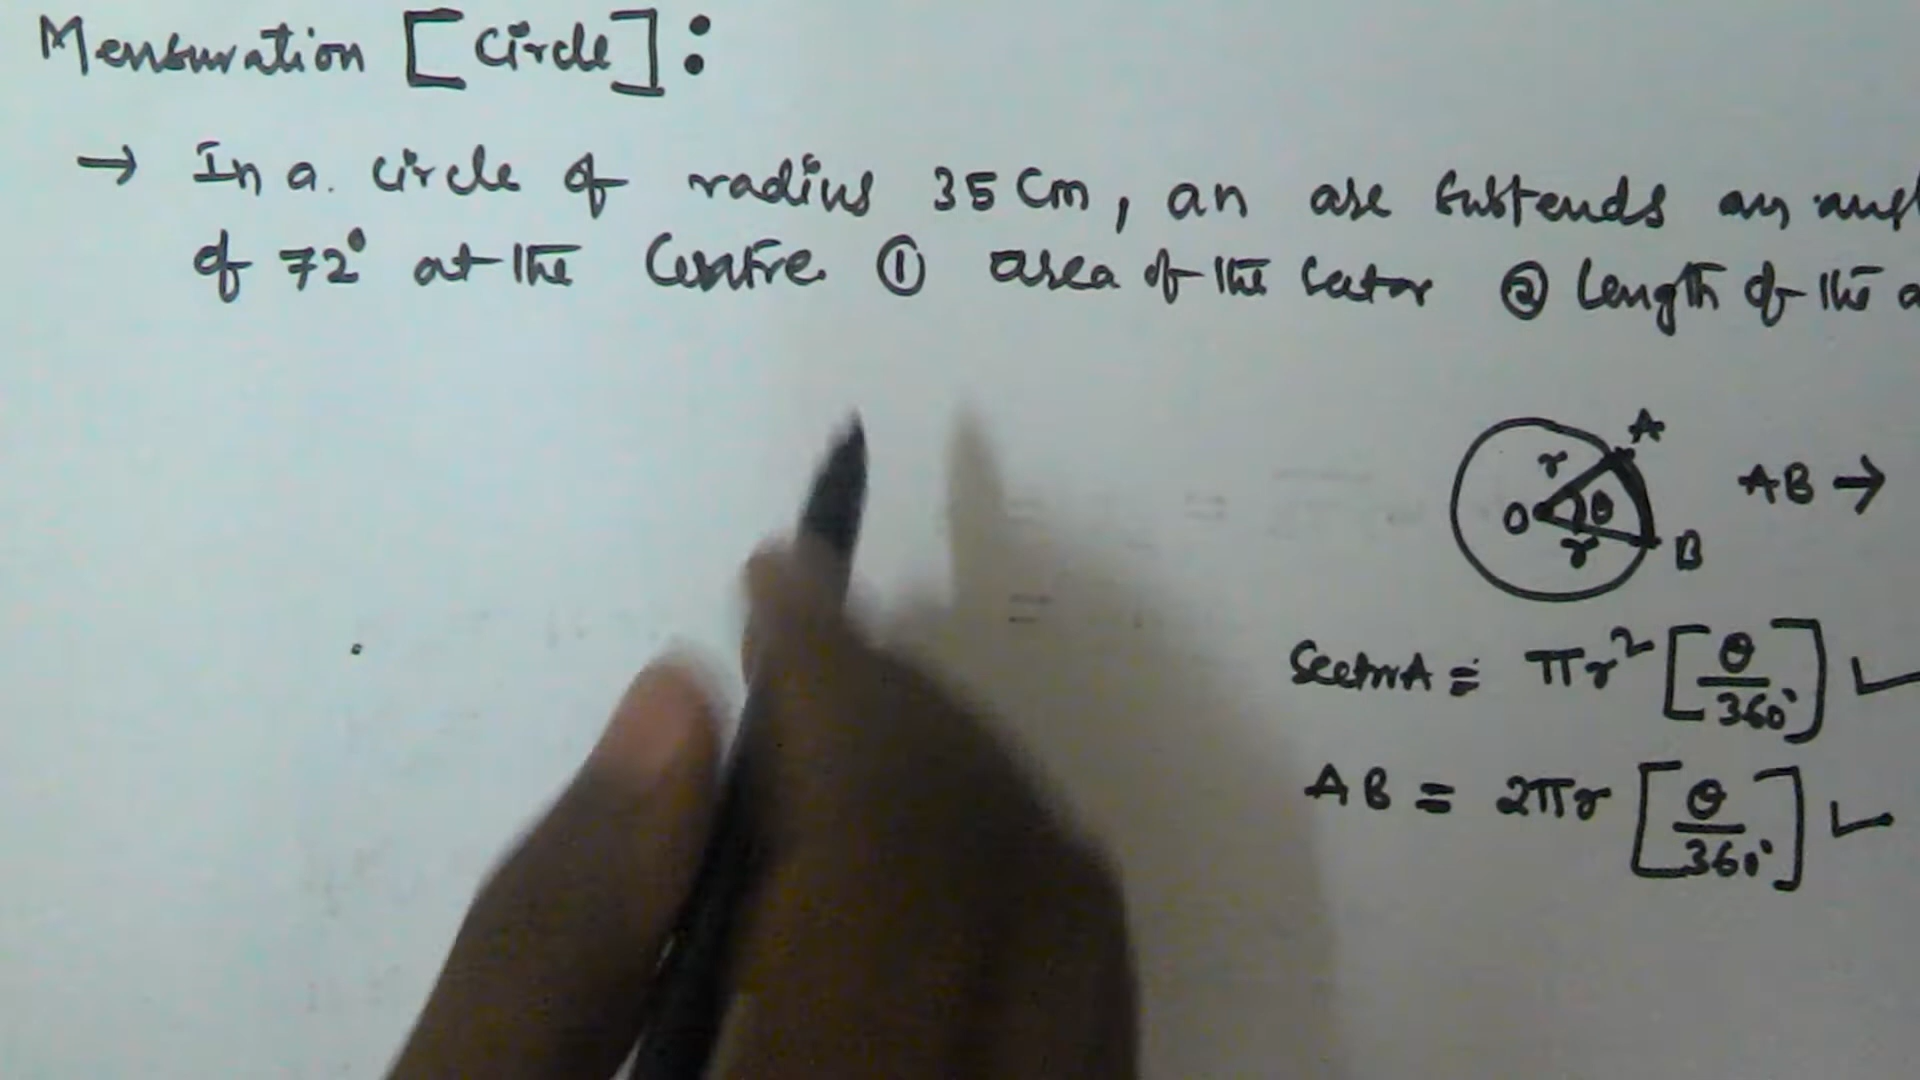 Mensuration [Circle]:
→ In a. circle of radius 35 Cm, an arc subtends an
of 72° at the Centre ① area of the sector ② length of the
A
r
AB →
O θ
r
B
Sector A = πr² [θ/360°] ✓
AB = 2πr [θ/360°] ✓